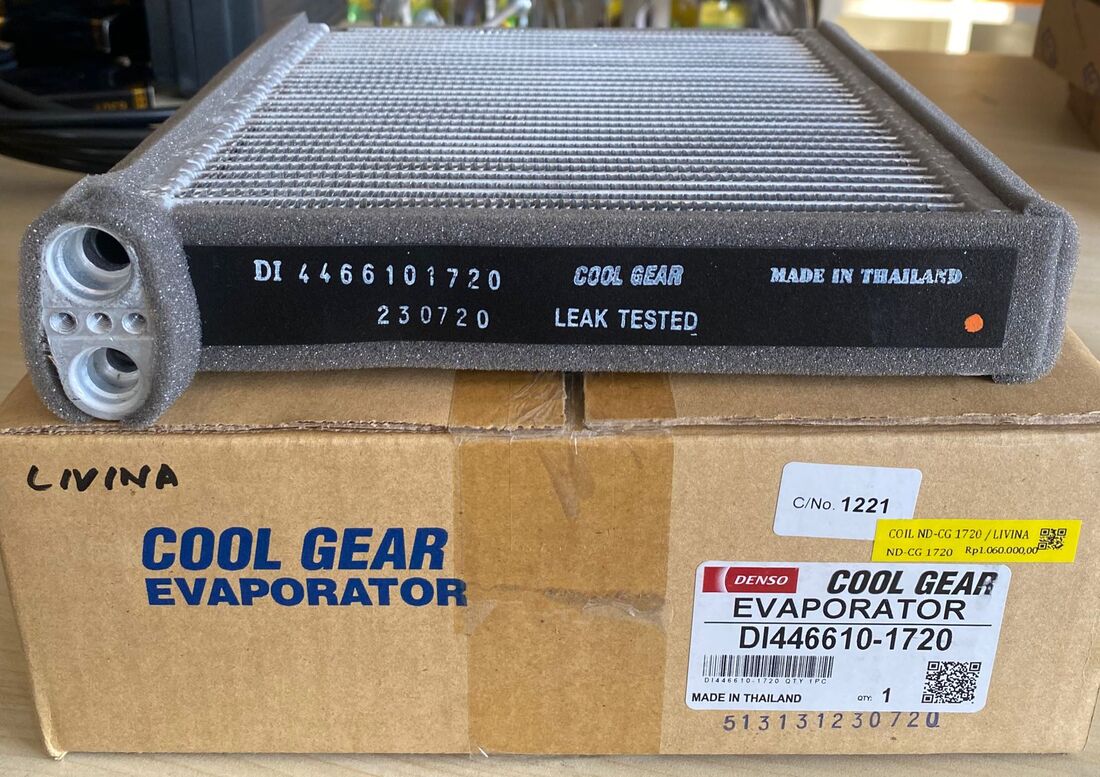 DI 4466101720 COOL GEAR MADE IN THAILAND
230720 LEAK TESTED
LIVINA
COOL GEAR
EVAPORATOR
C/No. 1221
COIL ND-CG 1720 / LIVINA
ND-CG 1720 Rp1.060.000,00
DENSO COOL GEAR
EVAPORATOR
DI446610-1720
DI446610-1720 QTY 1PC
MADE IN THAILAND QTY: 1
513131230720